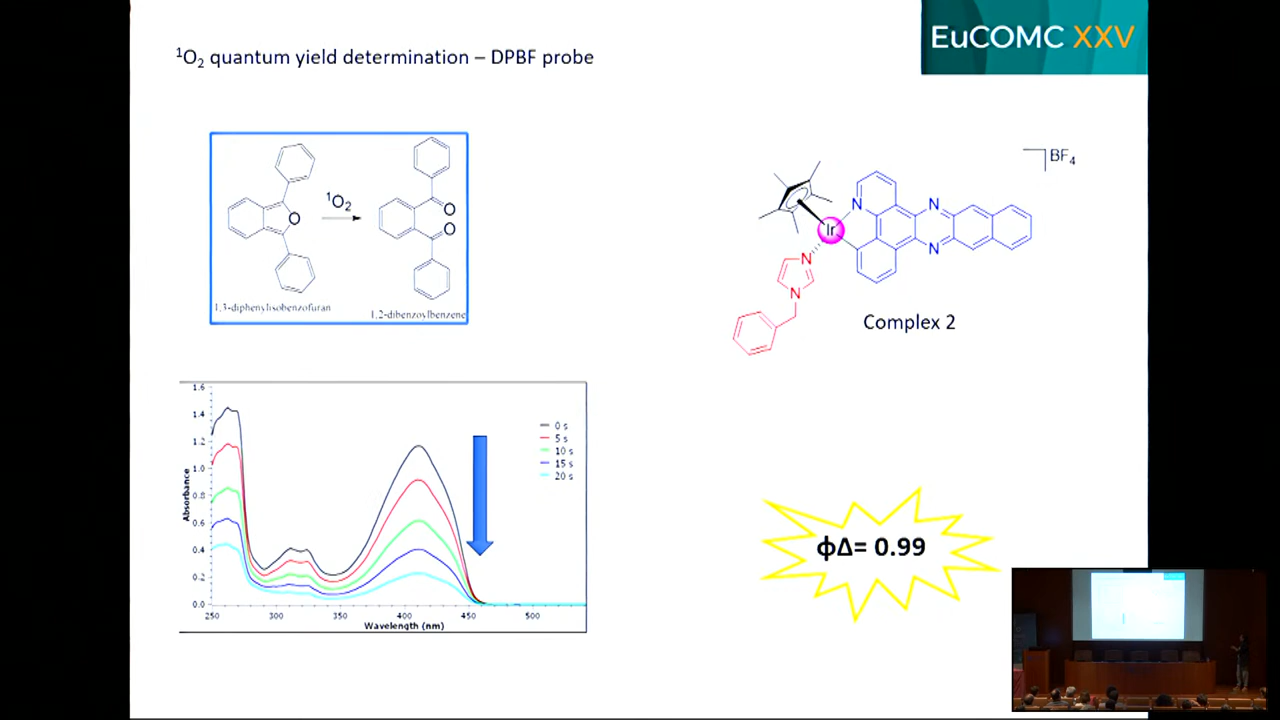 ¹O₂ quantum yield determination – DPBF probe
EuCOMC XXV
¹O₂
O
O
O
1,3-diphenylisobenzofuran
1,2-dibenzoylbenzene
BF₄
Ir
N
N
N
N
N
Complex 2
1.6
1.4
1.2
1.0
0.8
0.6
0.4
0.2
0.0
Absorbance
250
300
350
400
450
500
Wavelength (nm)
0 s
5 s
10 s
15 s
20 s
ϕΔ= 0.99